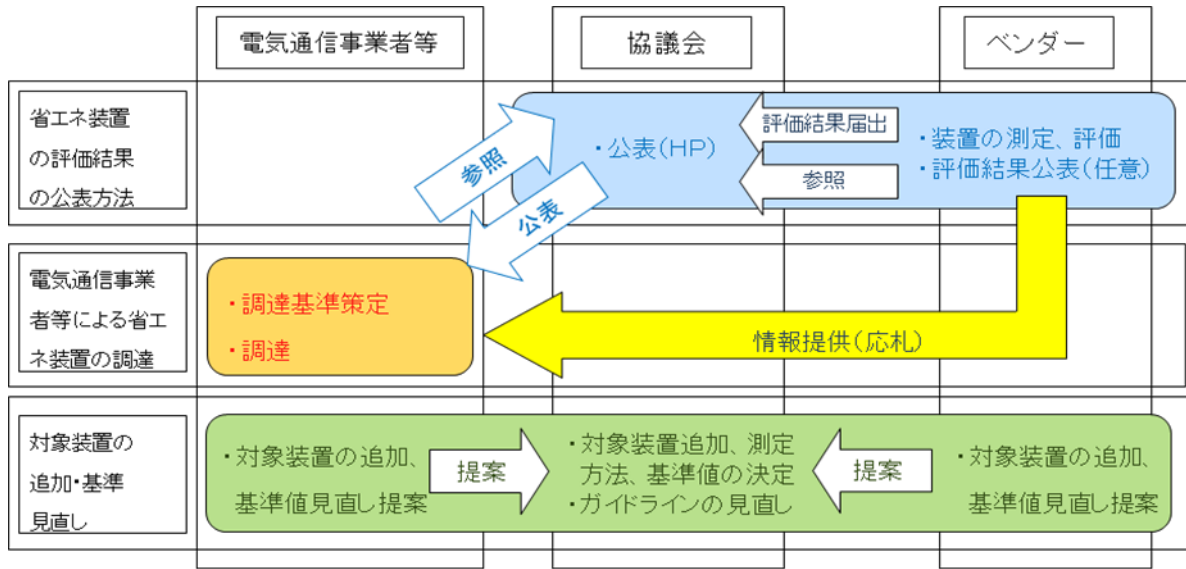 電気通信事業者等
協議会
ベンダー
省エネ装置
の評価結果
の公表方法
参照
公表
・公表(HP)
評価結果届出
参照
・装置の測定、評価
・評価結果公表(任意)
電気通信事業
者等による省エ
ネ装置の調達
・調達基準策定
・調達
情報提供(応札)
対象装置の
追加・基準
見直し
・対象装置の追加、
基準値見直し提案
提案
・対象装置追加、測定
方法、基準値の決定
・ガイドラインの見直し
提案
・対象装置の追加、
基準値見直し提案